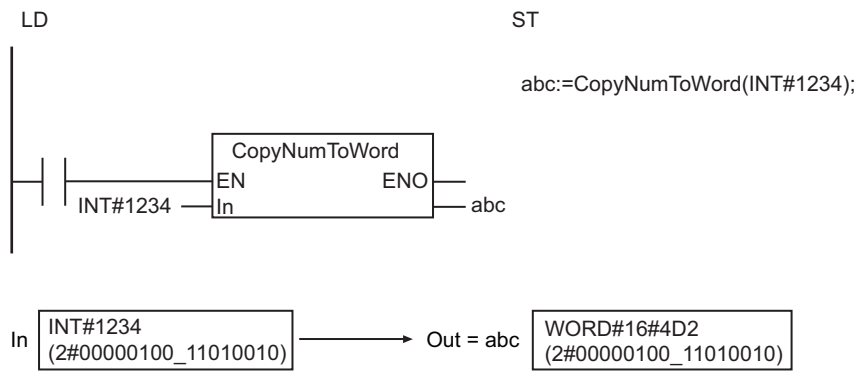 LD
ST
abc:=CopyNumToWord(INT#1234);
CopyNumToWord
EN ENO
INT#1234 In abc
In INT#1234 (2#00000100_11010010) Out = abc WORD#16#4D2 (2#00000100_11010010)